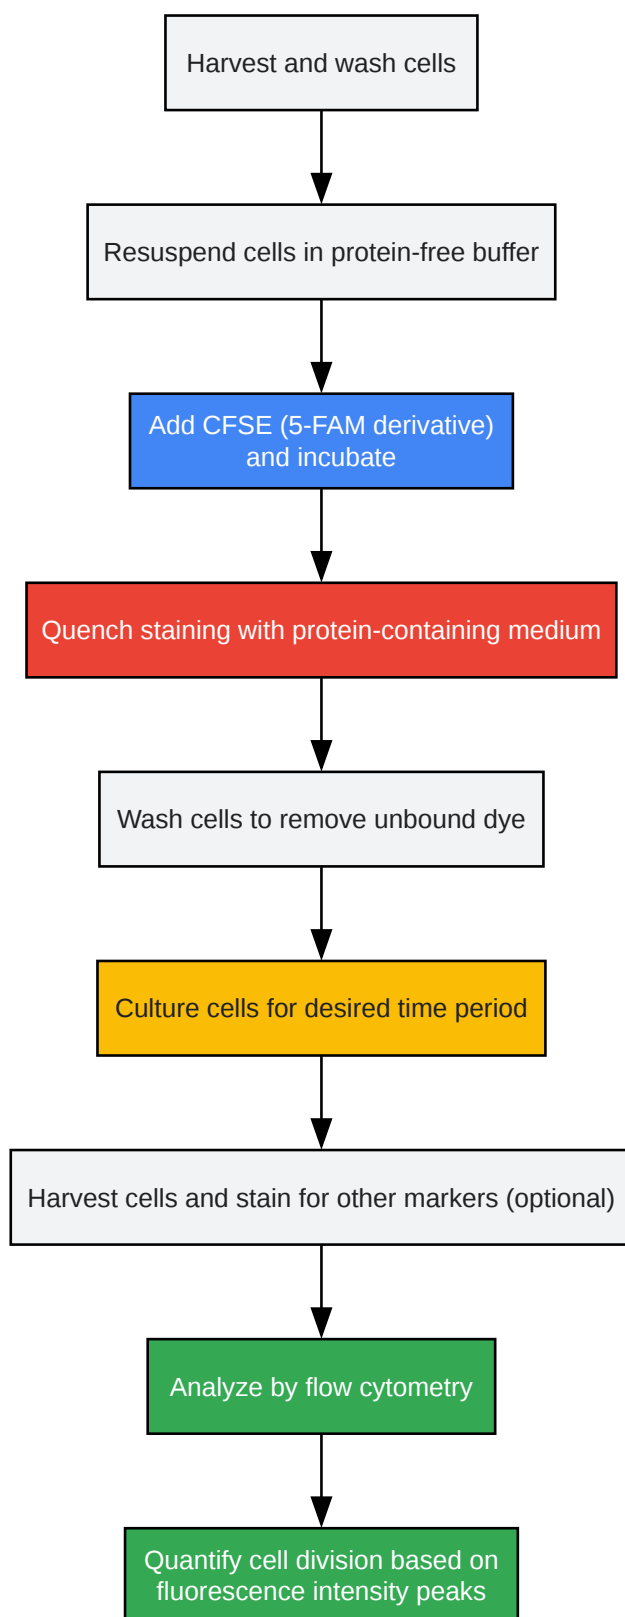 Harvest and wash cells
Resuspend cells in protein-free buffer
Add CFSE (5-FAM derivative)
and incubate
Quench staining with protein-containing medium
Wash cells to remove unbound dye
Culture cells for desired time period
Harvest cells and stain for other markers (optional)
Analyze by flow cytometry
Quantify cell division based on
fluorescence intensity peaks